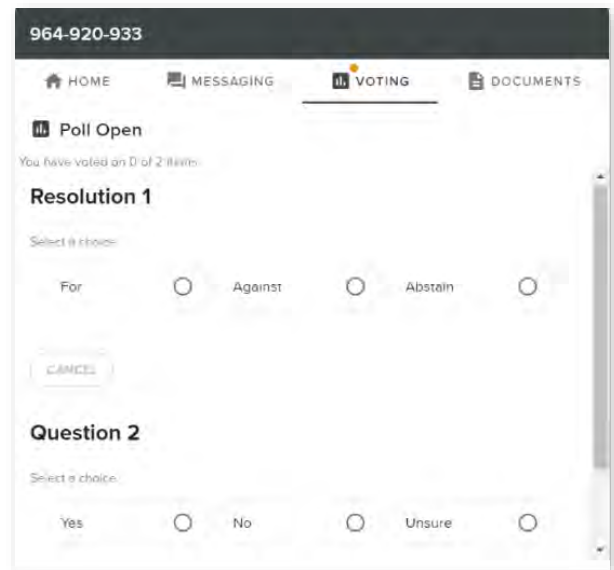 964-920-933
HOME MESSAGING VOTING DOCUMENTS
Poll Open
You have voted on 0 of 2 items
Resolution 1
Select a choice
For Against Abstain
CANCEL
Question 2
Select a choice
Yes No Unsure